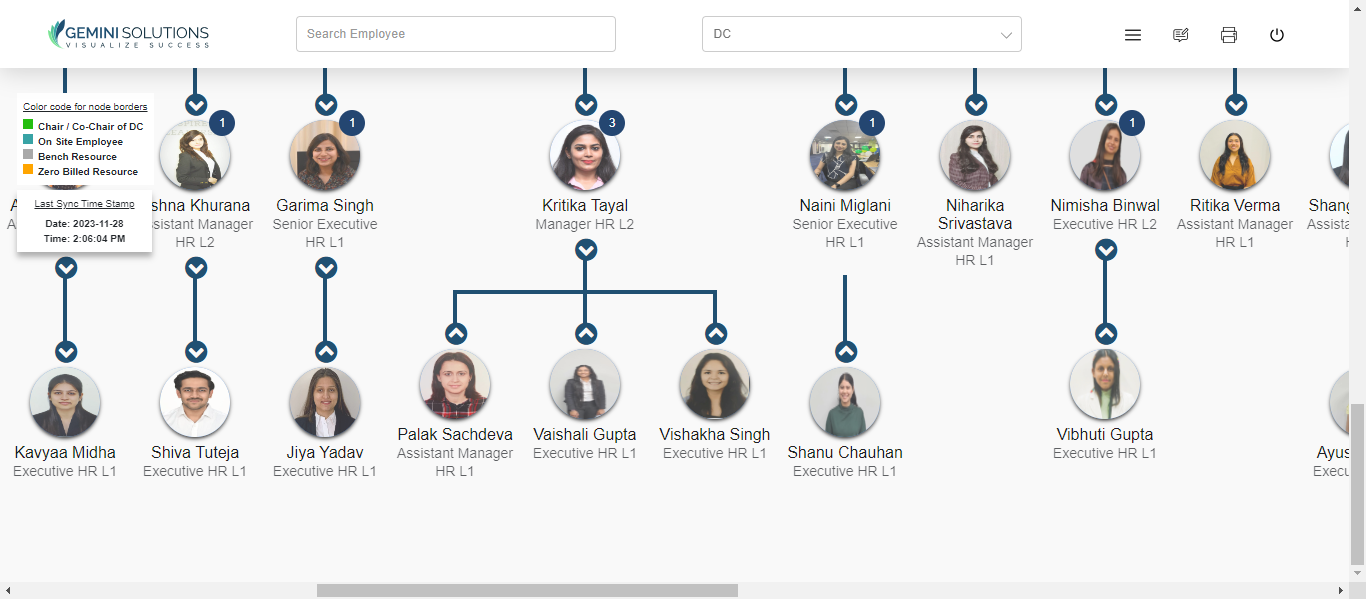 GEMINI SOLUTIONS
VISUALIZE SUCCESS
Search Employee
DC
Color code for node borders
Chair / Co-Chair of DC
On Site Employee
Bench Resource
Zero Billed Resource
Last Sync Time Stamp
Date: 2023-11-28
Time: 2:06:04 PM
1
1
3
1
1
shna Khurana
ssistant Manager
HR L2
Garima Singh
Senior Executive
HR L1
Kritika Tayal
Manager HR L2
Naini Miglani
Senior Executive
HR L1
Niharika
Srivastava
Assistant Manager
HR L1
Nimisha Binwal
Executive HR L2
Ritika Verma
Assistant Manager
HR L1
Shang
Assista
Kavyaa Midha
Executive HR L1
Shiva Tuteja
Executive HR L1
Jiya Yadav
Executive HR L1
Palak Sachdeva
Assistant Manager
HR L1
Vaishali Gupta
Executive HR L1
Vishakha Singh
Executive HR L1
Shanu Chauhan
Executive HR L1
Vibhuti Gupta
Executive HR L1
Ayus
Execu